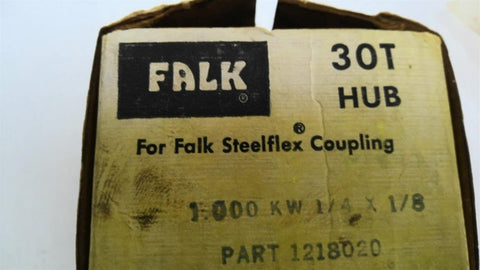 FALK ®
30T
HUB
For Falk Steelflex® Coupling
1.000 KW 1/4 X 1/8
PART 1218020